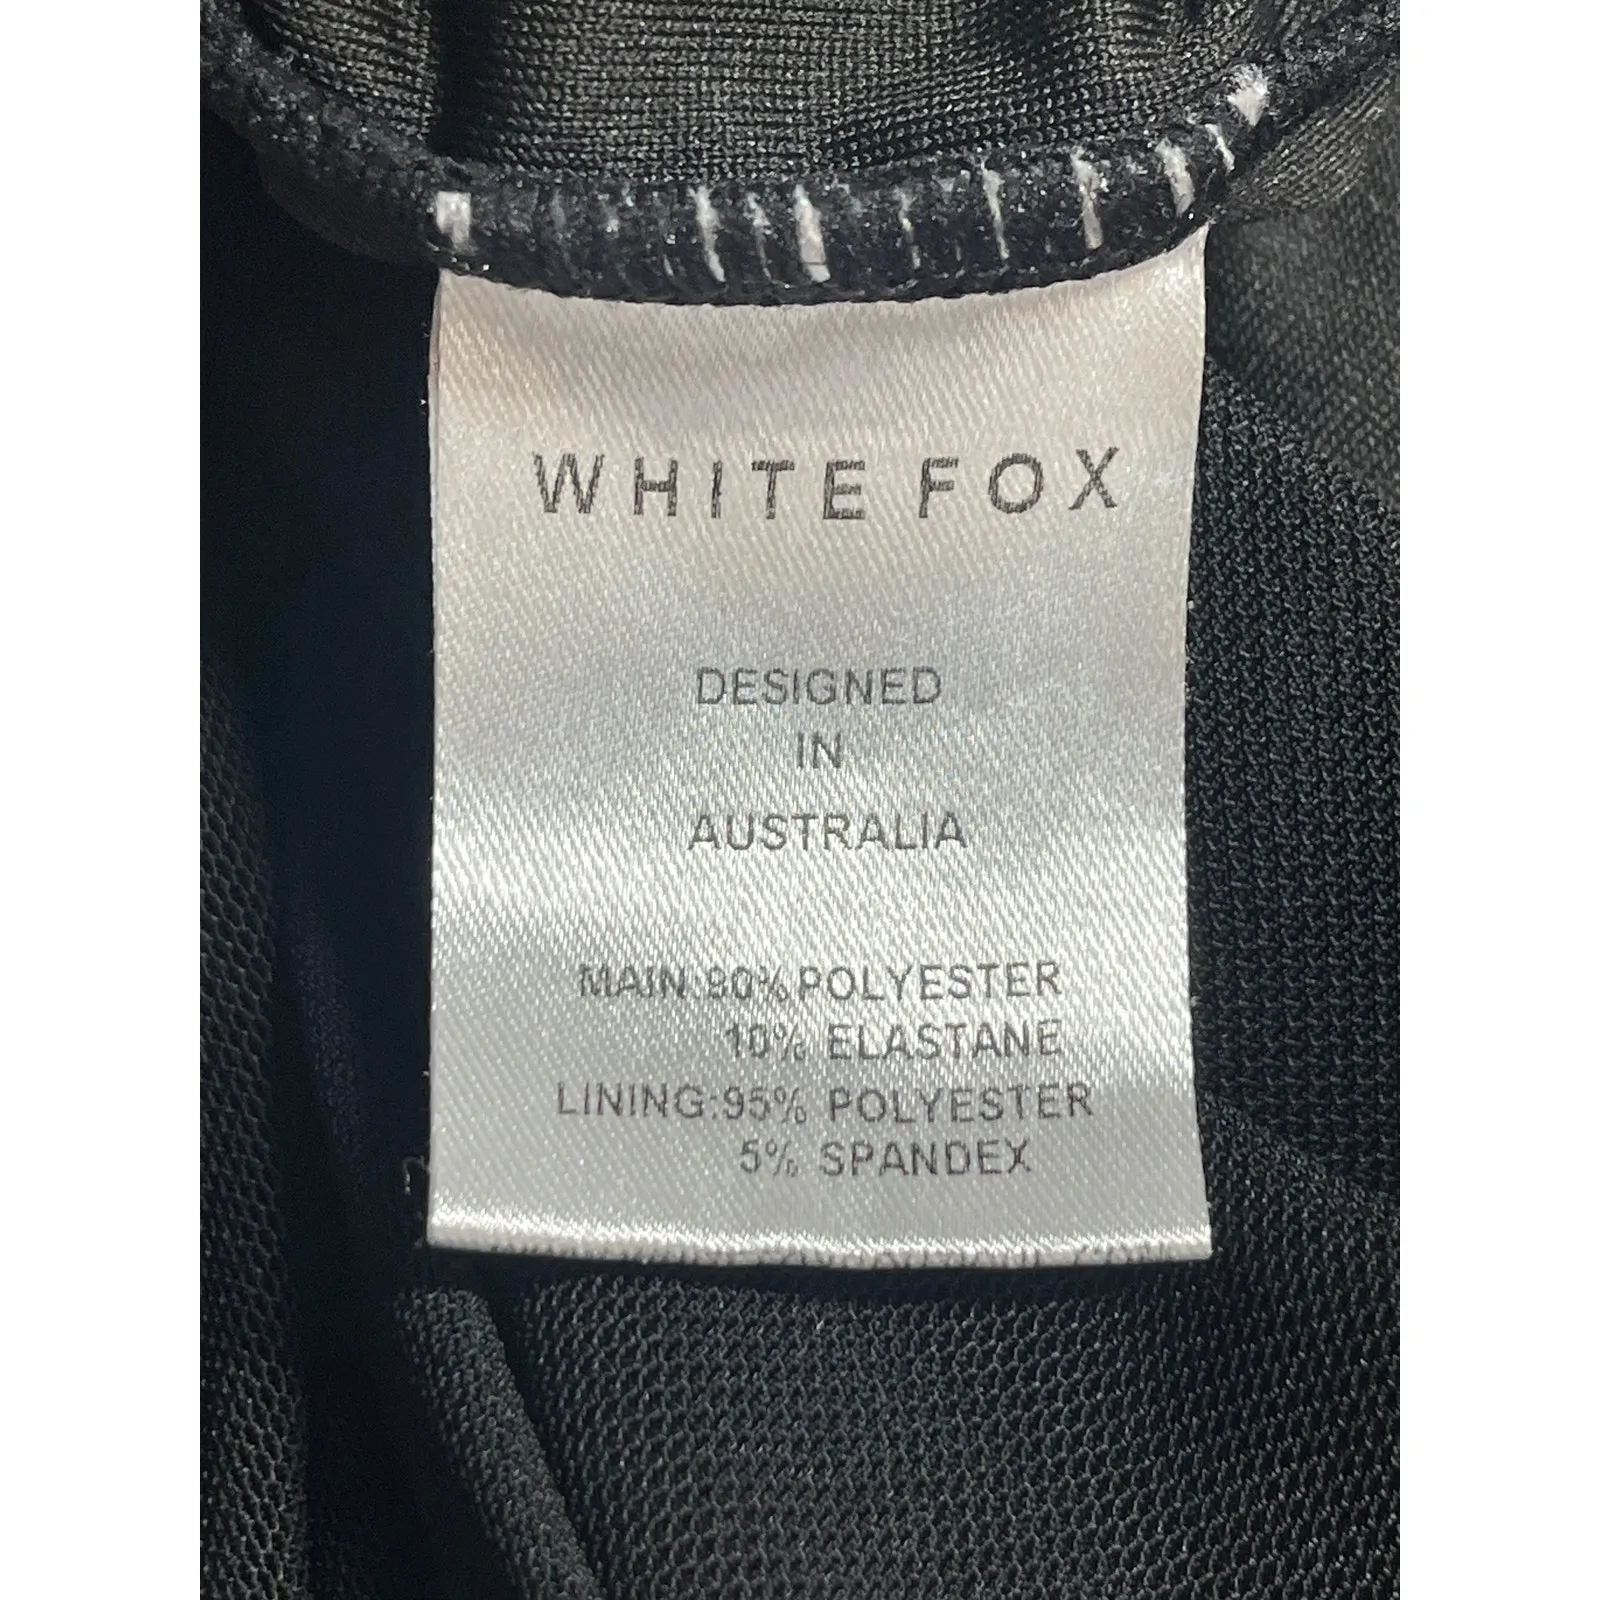 WHITE FOX
DESIGNED
IN
AUSTRALIA
MAIN:90% POLYESTER
10% ELASTANE
LINING:95% POLYESTER
5% SPANDEX